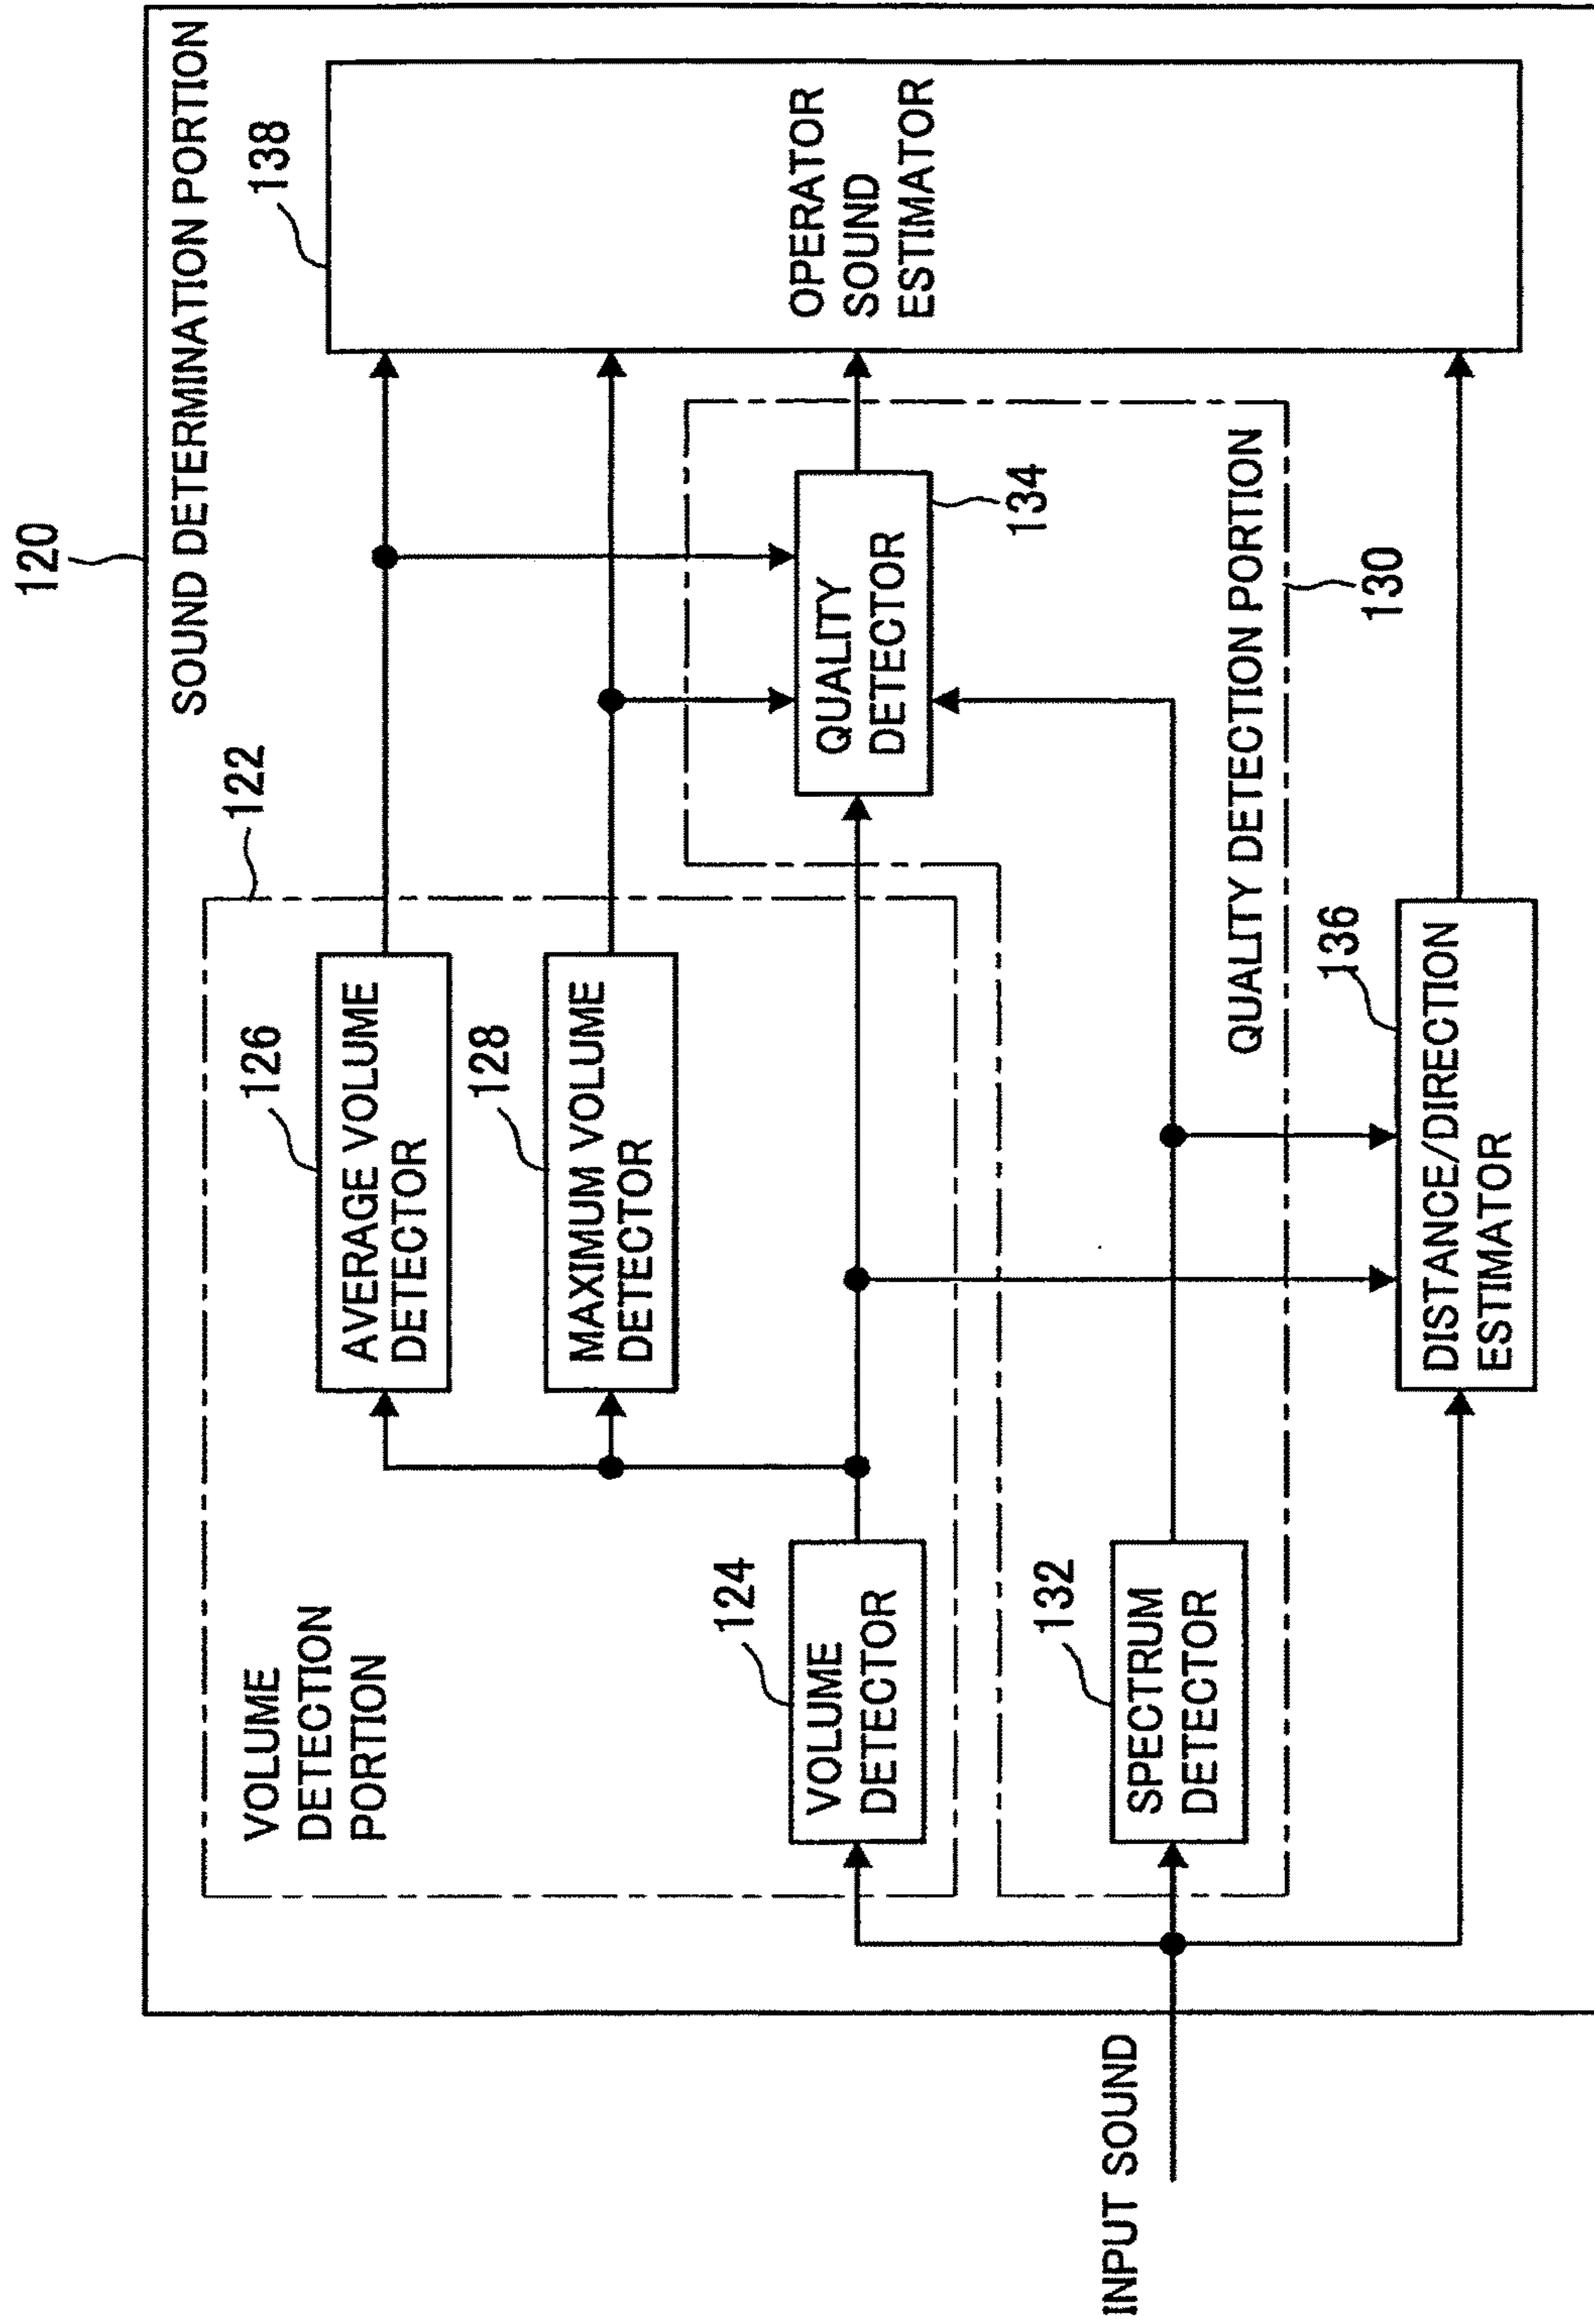 120
SOUND DETERMINATION PORTION
122
138
VOLUME
DETECTION
PORTION
126
AVERAGE VOLUME
DETECTOR
128
MAXIMUM VOLUME
DETECTOR
OPERATOR
SOUND
ESTIMATOR
124
VOLUME
DETECTOR
QUALITY
DETECTOR
134
132
SPECTRUM
DETECTOR
INPUT SOUND
QUALITY DETECTION PORTION
130
136
DISTANCE/DIRECTION
ESTIMATOR